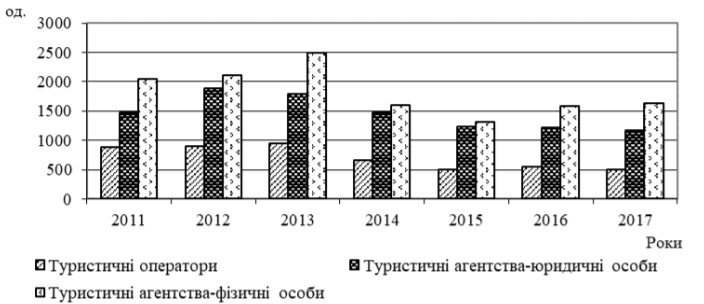 од.
3000
2500
2000
1500
1000
500
0
2011 2012 2013 2014 2015 2016 2017
Роки
Туристичні оператори Туристичні агентства-юридичні особи
Туристичні агентства-фізичні особи